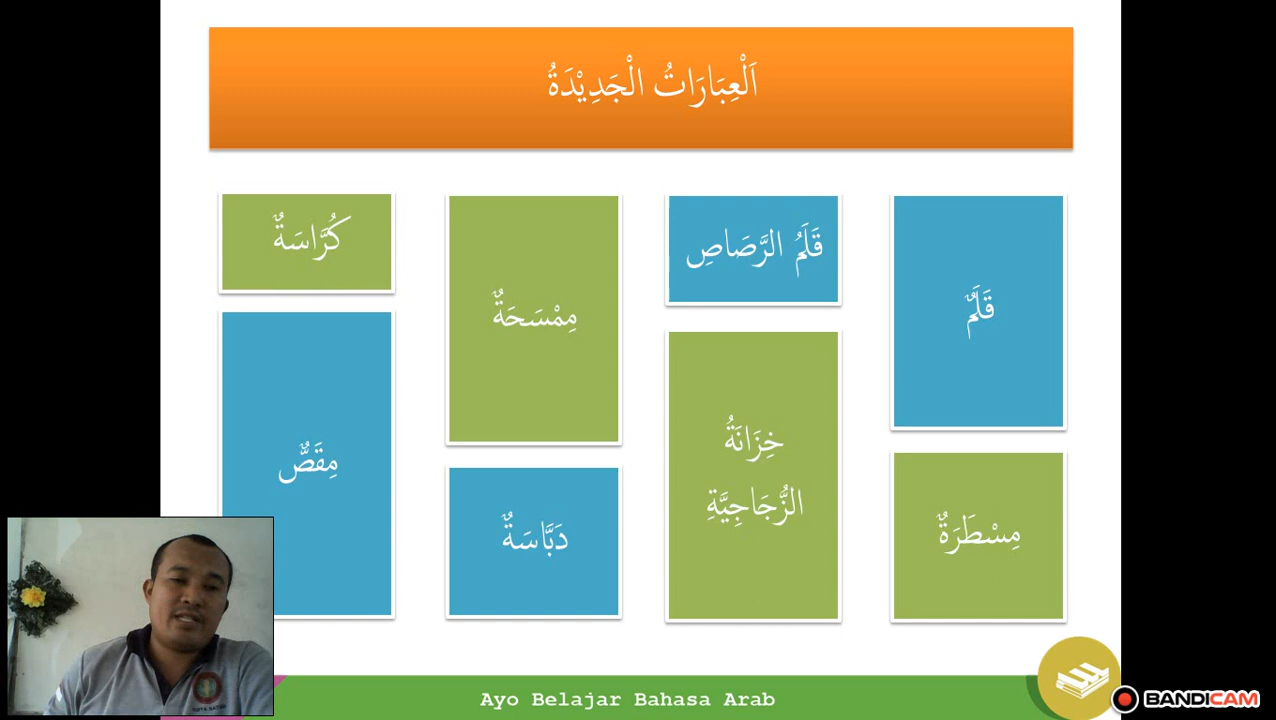 اَلْعِبَارَاتُ الْجَدِيْدَةُ
قَلَمٌ
قَلَمُ الرَّصَاصِ
مِمْسَحَةٌ
كُرَّاسَةٌ
مِسْطَرَةٌ
خِزَانَةُ
الزُّجَاجِيَّةِ
دَبَّاسَةٌ
مِقَصٌّ
Ayo Belajar Bahasa Arab
BANDICAM